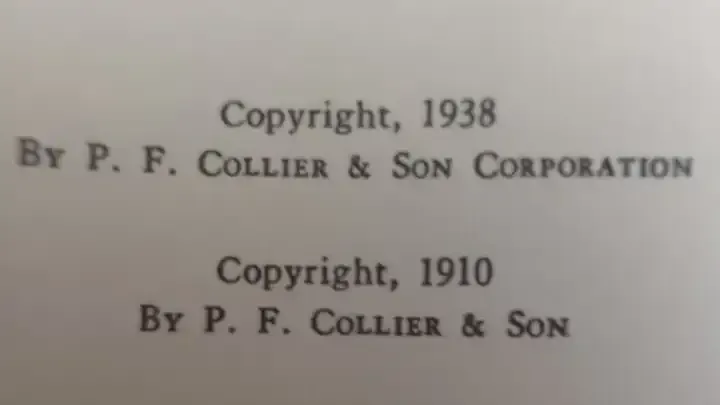 Copyright, 1938
By P. F. Collier & Son Corporation
Copyright, 1910
By P. F. Collier & Son